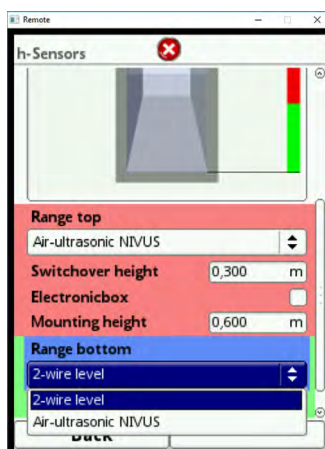 Remote
h-Sensors
Range top
Air-ultrasonic NIVUS
Switchover height 0,300 m
Electronicbox
Mounting height 0,600 m
Range bottom
2-wire level
2-wire level
Air-ultrasonic NIVUS
Back